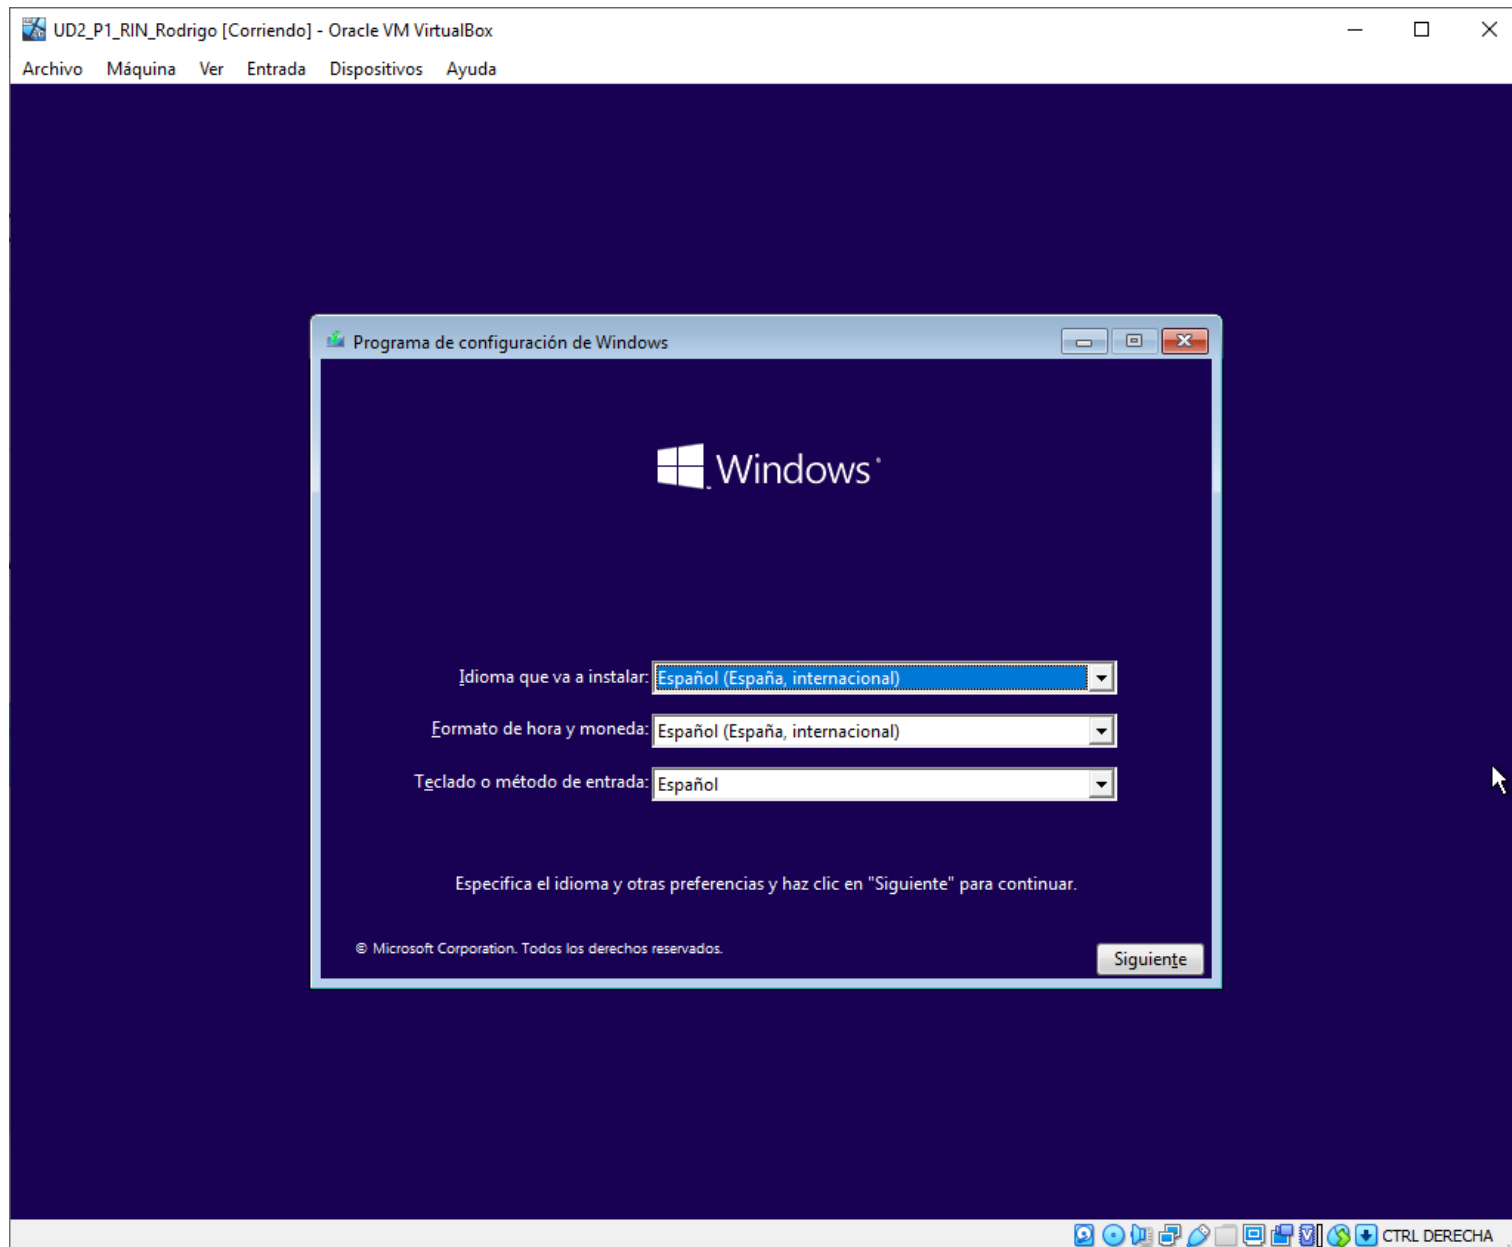 UD2_P1_RIN_Rodrigo [Corriendo] - Oracle VM VirtualBox
Archivo Máquina Ver Entrada Dispositivos Ayuda
Programa de configuración de Windows
Windows
Idioma que va a instalar: Español (España, internacional)
Formato de hora y moneda: Español (España, internacional)
Teclado o método de entrada: Español
Especifica el idioma y otras preferencias y haz clic en "Siguiente" para continuar.
© Microsoft Corporation. Todos los derechos reservados.
Siguiente
CTRL DERECHA